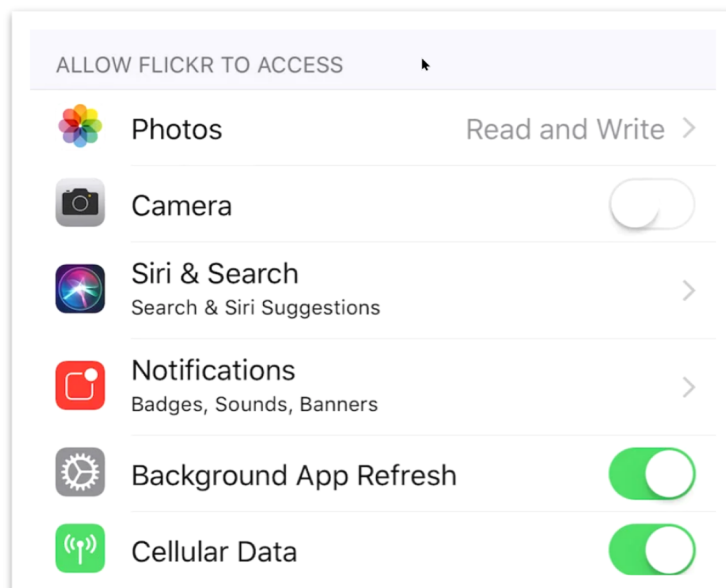 ALLOW FLICKR TO ACCESS
Photos Read and Write
Camera
Siri & Search
Search & Siri Suggestions
Notifications
Badges, Sounds, Banners
Background App Refresh
Cellular Data